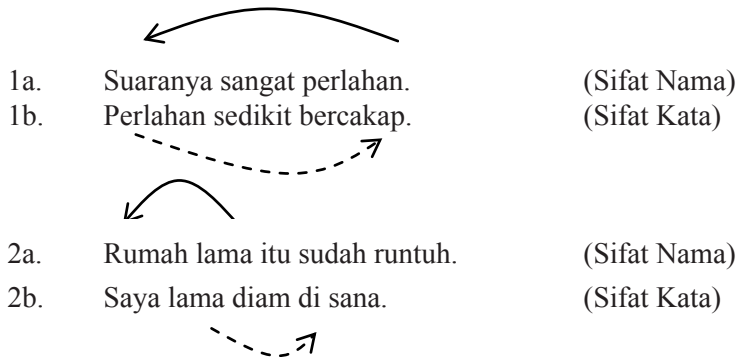 1a. Suaranya sangat perlahan. (Sifat Nama)
1b. Perlahan sedikit bercakap. (Sifat Kata)
2a. Rumah lama itu sudah runtuh. (Sifat Nama)
2b. Saya lama diam di sana. (Sifat Kata)